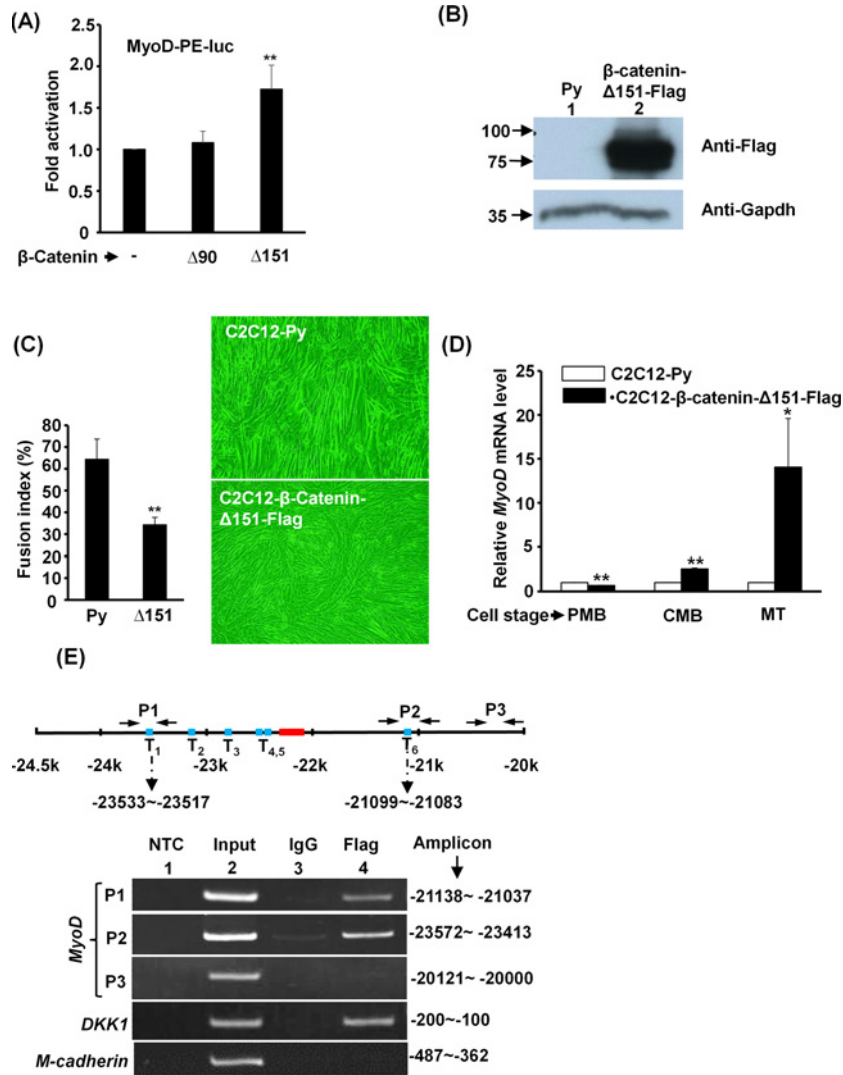 (A)
MyoD-PE-luc
Fold activation
2.5
2.0
1.5
1.0
0.5
0
**
β-Catenin
-
Δ90
Δ151
(B)
Py
1
β-catenin-
Δ151-Flag
2
100
75
Anti-Flag
35
Anti-Gapdh
(C)
Fusion index (%)
80
70
60
50
40
30
20
10
0
**
Py
Δ151
C2C12-Py
C2C12-β-Catenin-
Δ151-Flag
(D)
C2C12-Py
•C2C12-β-catenin-Δ151-Flag
Relative MyoD mRNA level
25
20
15
10
5
0
**
**
*
Cell stage
PMB
CMB
MT
(E)
P1
P2
P3
T1
T2
T3
T4,5
T6
-24.5k
-24k
-23k
-22k
-21k
-20k
-23533~-23517
-21099~-21083
NTC Input IgG Flag Amplicon
1 2 3 4
MyoD
P1 -21138~ -21037
P2 -23572~ -23413
P3 -20121~ -20000
DKK1 -200~-100
M-cadherin -487~ -362